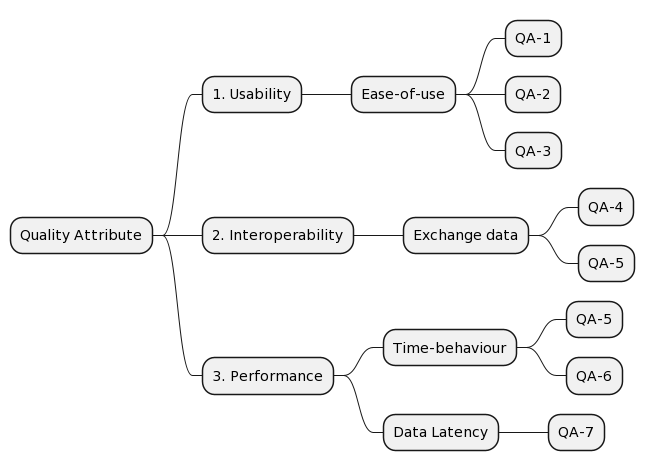 Quality Attribute
1. Usability
Ease-of-use
QA-1
QA-2
QA-3
2. Interoperability
Exchange data
QA-4
QA-5
3. Performance
Time-behaviour
QA-5
QA-6
Data Latency
QA-7